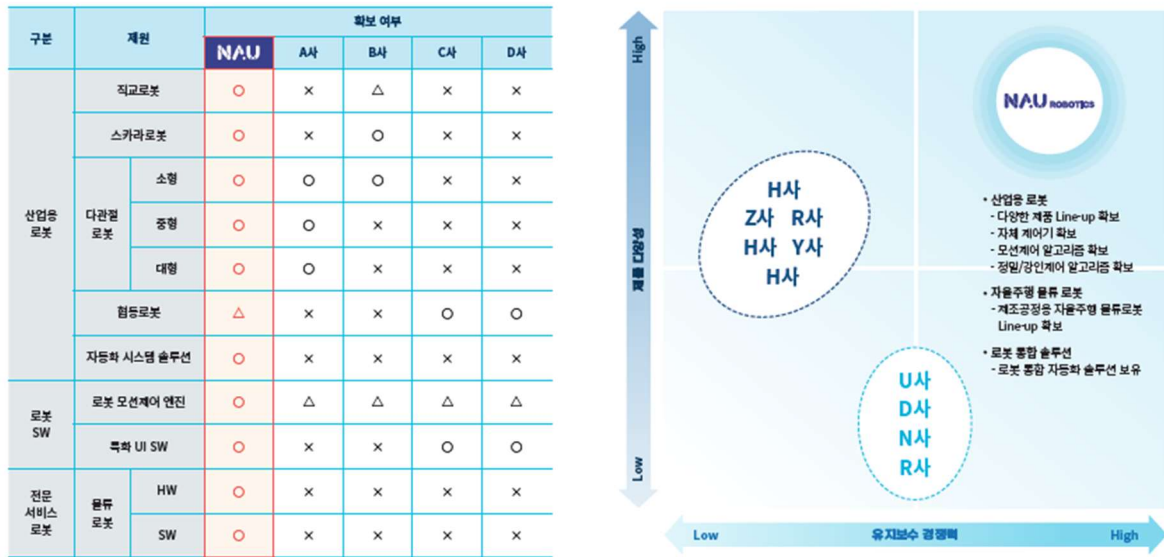 구분 제원 확보 여부
NAU A사 B사 C사 D사
산업용 로봇 직교로봇 ○ × △ × ×
스카라로봇 ○ × ○ × ×
다관절 로봇 소형 ○ ○ ○ × ×
중형 ○ ○ × × ×
대형 ○ ○ × × ×
협동로봇 △ × × ○ ○
자동화 시스템 솔루션 ○ × × × ×
로봇 SW 로봇 모션제어 엔진 ○ △ △ △ △
특화 UI SW ○ × × ○ ○
전문 서비스 로봇 물류 로봇 HW ○ × × × ×
SW ○ × × × ×
High
제품 다양성
Low
NAU ROBOTICS
H사
Z사 R사
H사 Y사
H사
• 산업용 로봇
- 다양한 제품 Line-up 확보
- 자체 제어기 확보
- 모션제어 알고리즘 확보
- 정밀/강인제어 알고리즘 확보
• 자율주행 물류 로봇
- 제조공정용 자율주행 물류로봇
Line-up 확보
• 로봇 통합 솔루션
- 로봇 통합 자동화 솔루션 보유
U사
D사
N사
R사
Low 유지보수 경쟁력 High